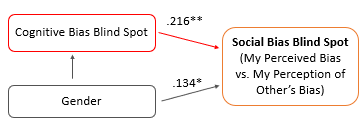 .216**
Cognitive Bias Blind Spot
Social Bias Blind Spot
(My Perceived Bias
vs. My Perception of
Other's Bias)
.134*
Gender